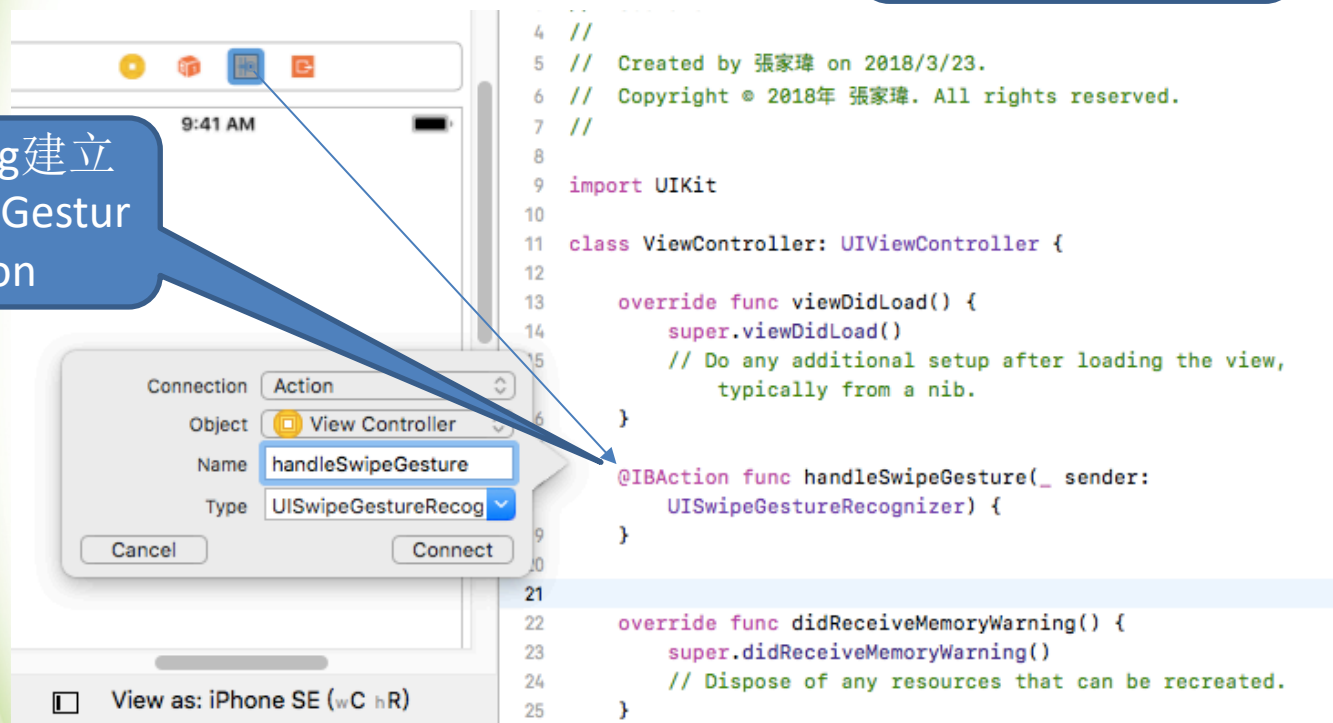 9:41 AM
g建立
Gestur
on
Connection Action
Object View Controller
Name handleSwipeGesture
Type UISwipeGestureRecog
Cancel Connect
View as: iPhone SE (wC hR)
4 //
5 // Created by 張家瑋 on 2018/3/23.
6 // Copyright © 2018年 張家瑋. All rights reserved.
7 //
8
9 import UIKit
10
11 class ViewController: UIViewController {
12
13 override func viewDidLoad() {
14 super.viewDidLoad()
15 // Do any additional setup after loading the view,
typically from a nib.
6 }
@IBAction func handleSwipeGesture(_ sender:
UISwipeGestureRecognizer) {
9 }
20
21
22 override func didReceiveMemoryWarning() {
23 super.didReceiveMemoryWarning()
24 // Dispose of any resources that can be recreated.
25 }